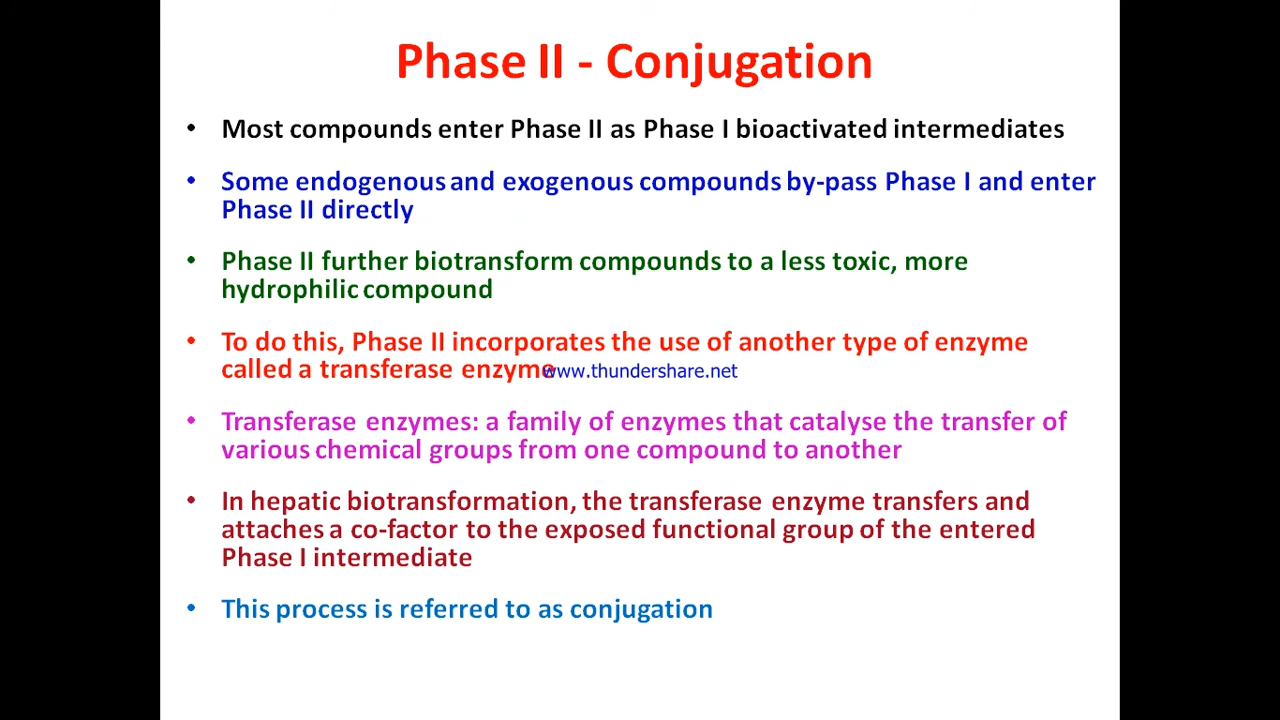 Phase II - Conjugation
• Most compounds enter Phase II as Phase I bioactivated intermediates
• Some endogenous and exogenous compounds by-pass Phase I and enter
Phase II directly
• Phase II further biotransform compounds to a less toxic, more
hydrophilic compound
• To do this, Phase II incorporates the use of another type of enzyme
called a transferase enzyme
www.thundershare.net
• Transferase enzymes: a family of enzymes that catalyse the transfer of
various chemical groups from one compound to another
• In hepatic biotransformation, the transferase enzyme transfers and
attaches a co-factor to the exposed functional group of the entered
Phase I intermediate
• This process is referred to as conjugation